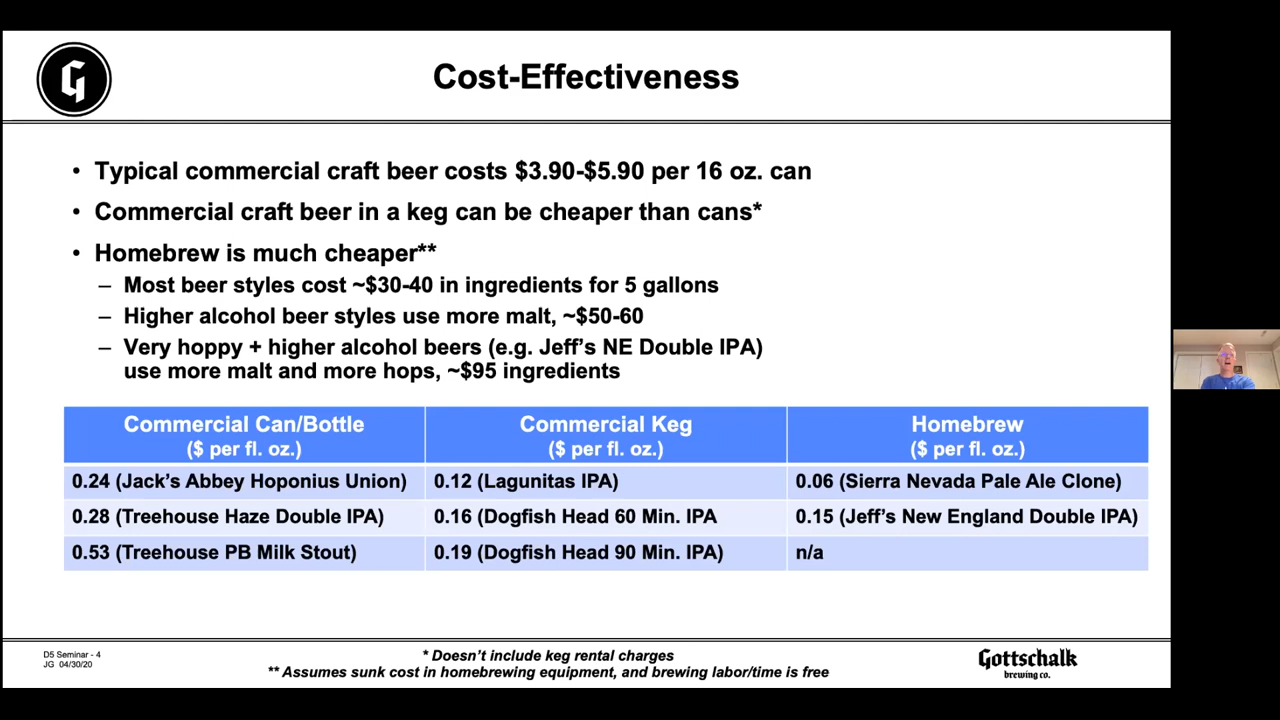 G
Cost-Effectiveness
• Typical commercial craft beer costs $3.90-$5.90 per 16 oz. can
• Commercial craft beer in a keg can be cheaper than cans*
• Homebrew is much cheaper**
– Most beer styles cost ~$30-40 in ingredients for 5 gallons
– Higher alcohol beer styles use more malt, ~$50-60
– Very hoppy + higher alcohol beers (e.g. Jeff's NE Double IPA)
use more malt and more hops, ~$95 ingredients
Commercial Can/Bottle
($ per fl. oz.)
Commercial Keg
($ per fl. oz.)
Homebrew
($ per fl. oz.)
0.24 (Jack's Abbey Hoponius Union)
0.12 (Lagunitas IPA)
0.06 (Sierra Nevada Pale Ale Clone)
0.28 (Treehouse Haze Double IPA)
0.16 (Dogfish Head 60 Min. IPA
0.15 (Jeff's New England Double IPA)
0.53 (Treehouse PB Milk Stout)
0.19 (Dogfish Head 90 Min. IPA)
n/a
D5 Seminar - 4
JG 04/30/20
* Doesn't include keg rental charges
** Assumes sunk cost in homebrewing equipment, and brewing labor/time is free
Gottschalk
brewing co.